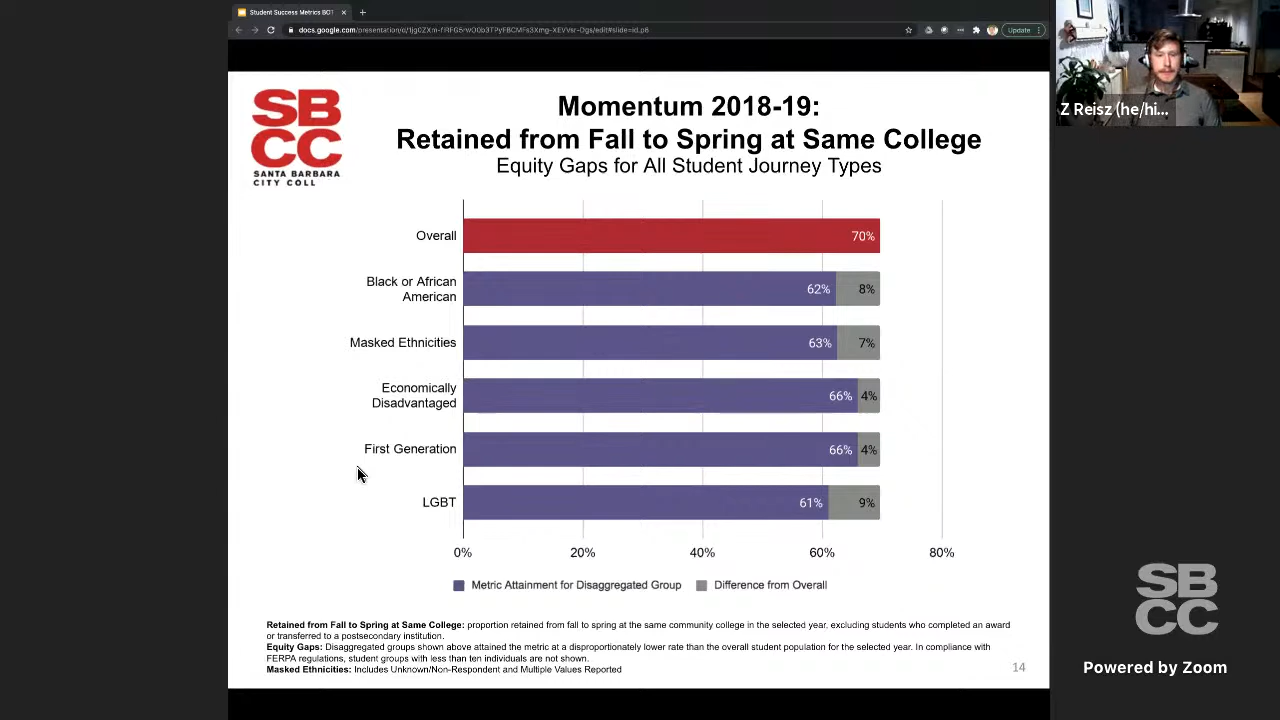 Student Success Metrics BOT
docs.google.com/presentation/d/
Update
SB
CC
SANTA BARBARA
CITY COLL
Momentum 2018-19:
Retained from Fall to Spring at Same College
Equity Gaps for All Student Journey Types
Overall
70%
Black or African
American
62%
8%
Masked Ethnicities
63%
7%
Economically
Disadvantaged
66%
4%
First Generation
66%
4%
LGBT
61%
9%
0%
20%
40%
60%
80%
Metric Attainment for Disaggregated Group
Difference from Overall
Retained from Fall to Spring at Same College: proportion retained from fall to spring at the same community college in the selected year, excluding students who completed an award
or transferred to a postsecondary institution.
Equity Gaps: Disaggregated groups shown above attained the metric at a disproportionately lower rate than the overall student population for the selected year. In compliance with
FERPA regulations, student groups with less than ten individuals are not shown.
Masked Ethnicities: Includes Unknown/Non-Respondent and Multiple Values Reported
14
Z Reisz (he/hi...
SB
CC
Powered by Zoom